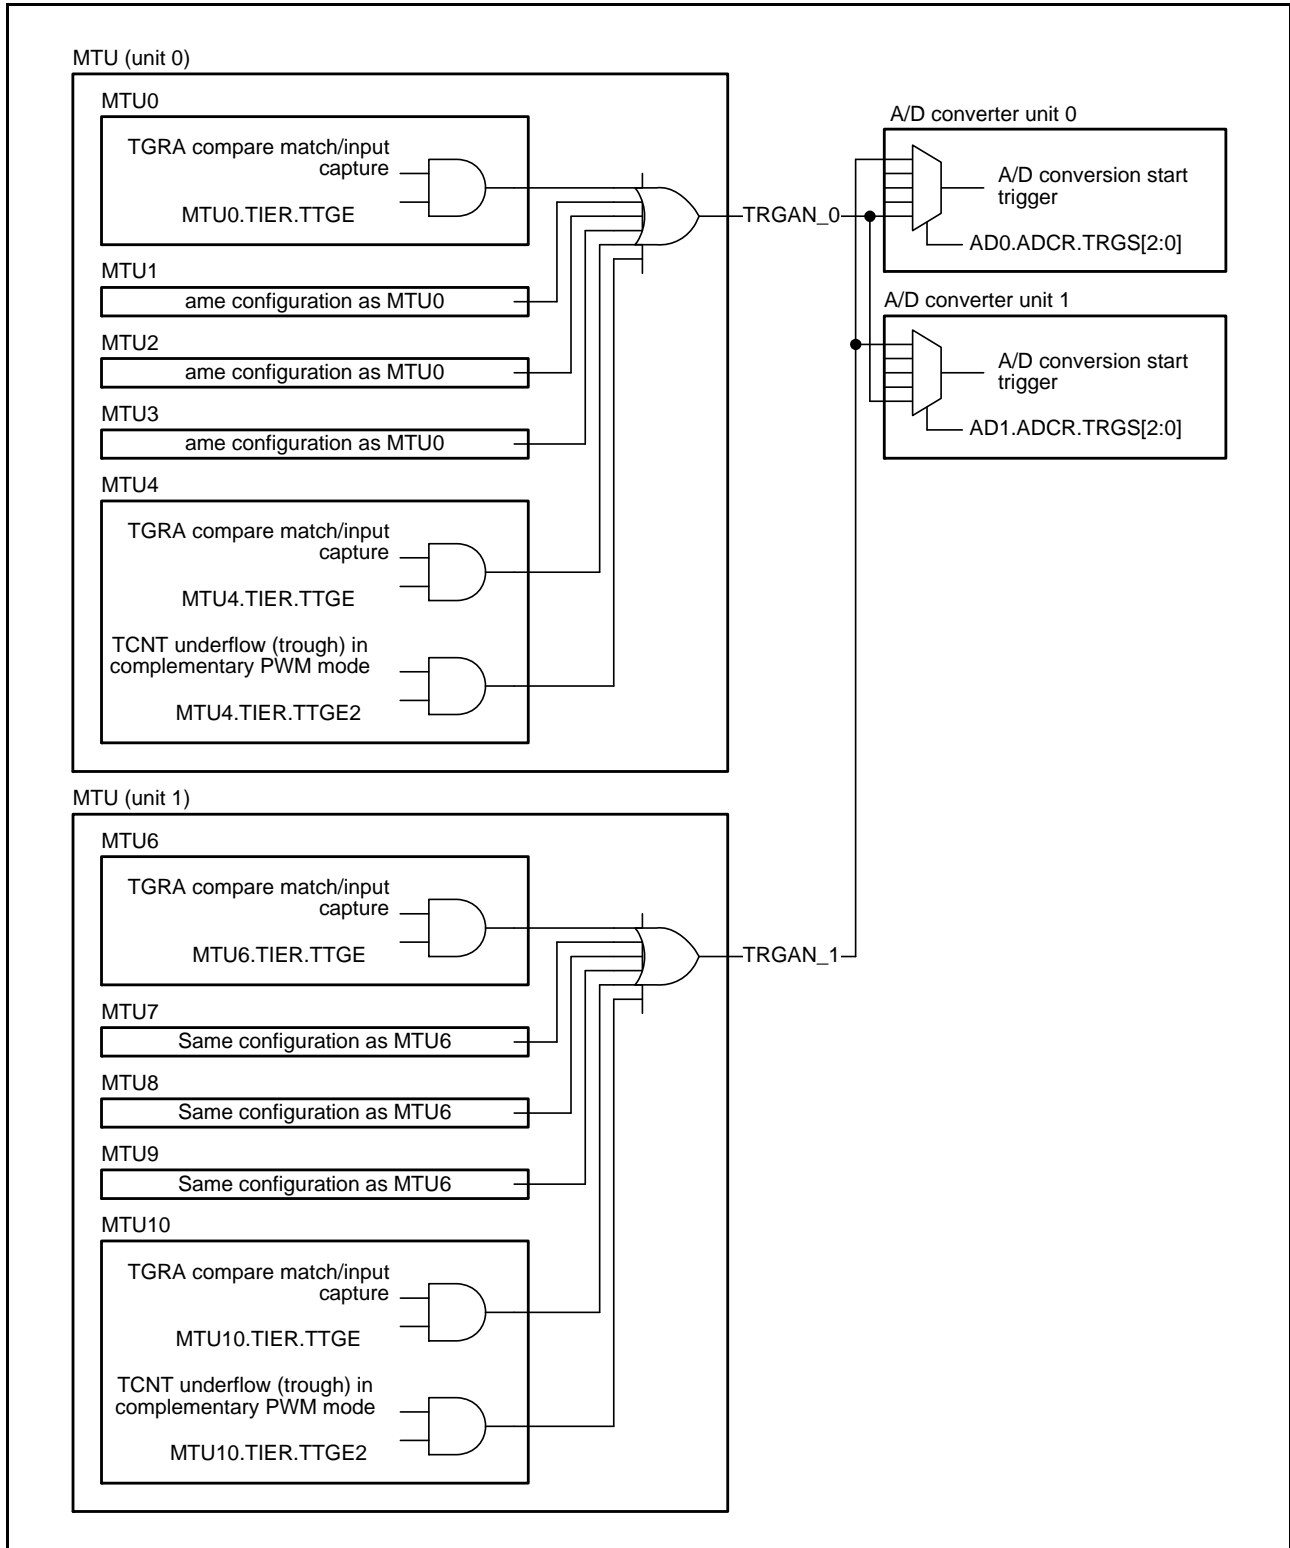 MTU (unit 0)
MTU0
TGRA compare match/input
capture
MTU0.TIER.TTGE
MTU1
ame configuration as MTU0
MTU2
ame configuration as MTU0
MTU3
ame configuration as MTU0
MTU4
TGRA compare match/input
capture
MTU4.TIER.TTGE
TCNT underflow (trough) in
complementary PWM mode
MTU4.TIER.TTGE2
TRGAN_0
A/D converter unit 0
A/D conversion start
trigger
AD0.ADCR.TRGS[2:0]
A/D converter unit 1
A/D conversion start
trigger
AD1.ADCR.TRGS[2:0]
MTU (unit 1)
MTU6
TGRA compare match/input
capture
MTU6.TIER.TTGE
MTU7
Same configuration as MTU6
MTU8
Same configuration as MTU6
MTU9
Same configuration as MTU6
MTU10
TGRA compare match/input
capture
MTU10.TIER.TTGE
TCNT underflow (trough) in
complementary PWM mode
MTU10.TIER.TTGE2
TRGAN_1